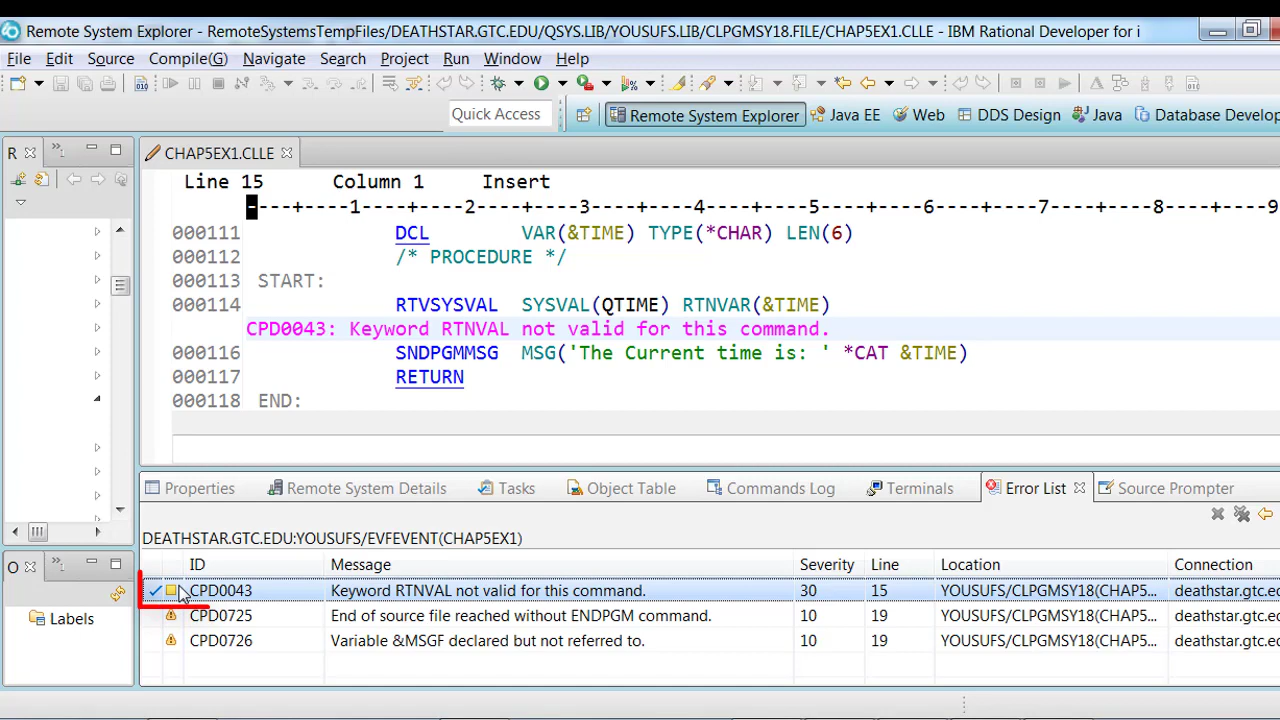 Remote System Explorer - RemoteSystemsTempFiles/DEATHSTAR.GTC.EDU/QSYS.LIB/YOUSUFS.LIB/CLPGMSY18.FILE/CHAP5EX1.CLLE - IBM Rational Developer for i
File Edit Source Compile(G) Navigate Search Project Run Window Help
Quick Access Remote System Explorer Java EE Web DDS Design Java Database Develop
R CHAP5EX1.CLLE
Line 15 Column 1 Insert
----+----1----+----2----+----3----+----4----+----5----+----6----+----7----+----8----+----9
000111 DCL VAR(&TIME) TYPE(*CHAR) LEN(6)
000112 /* PROCEDURE */
000113 START:
000114 RTVSYSVAL SYSVAL(QTIME) RTNVAR(&TIME)
CPD0043: Keyword RTNVAL not valid for this command.
000116 SNDPGMMSG MSG('The Current time is: ' *CAT &TIME)
000117 RETURN
000118 END:
Properties Remote System Details Tasks Object Table Commands Log Terminals Error List Source Prompter
DEATHSTAR.GTC.EDU:YOUSUFS/EVFEVENT(CHAP5EX1)
ID Message Severity Line Location Connection
CPD0043 Keyword RTNVAL not valid for this command. 30 15 YOUSUFS/CLPGMSY18(CHAP5... deathstar.gtc.ed
CPD0725 End of source file reached without ENDPGM command. 10 19 YOUSUFS/CLPGMSY18(CHAP5... deathstar.gtc.ed
CPD0726 Variable &MSGF declared but not referred to. 10 19 YOUSUFS/CLPGMSY18(CHAP5... deathstar.gtc.ed
O
Labels